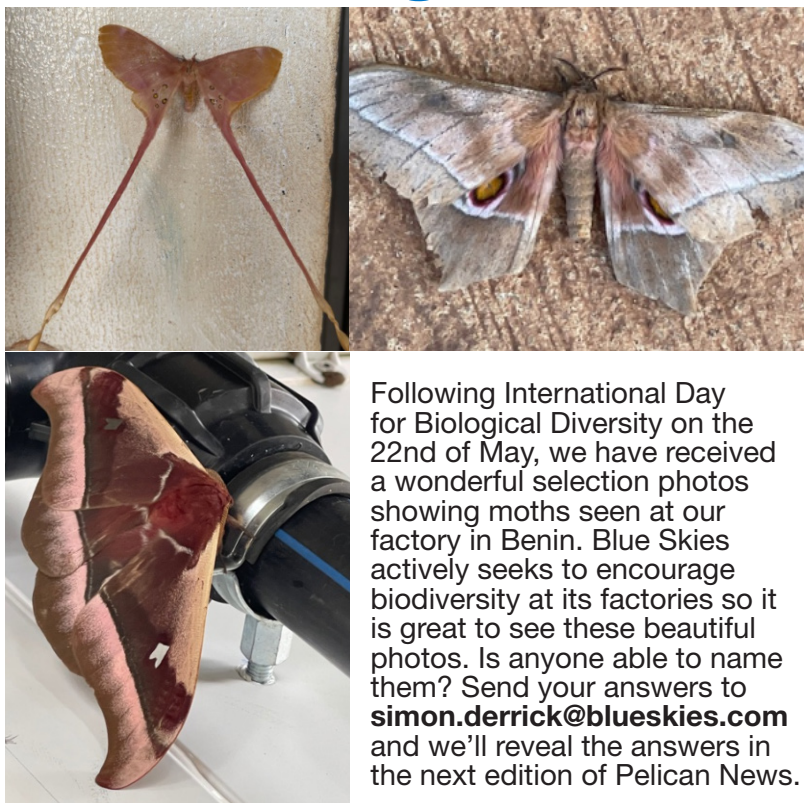 Following International Day
for Biological Diversity on the
22nd of May, we have received
a wonderful selection photos
showing moths seen at our
factory in Benin. Blue Skies
actively seeks to encourage
biodiversity at its factories so it
is great to see these beautiful
photos. Is anyone able to name
them? Send your answers to
simon.derrick@blueskies.com
and we’ll reveal the answers in
the next edition of Pelican News.